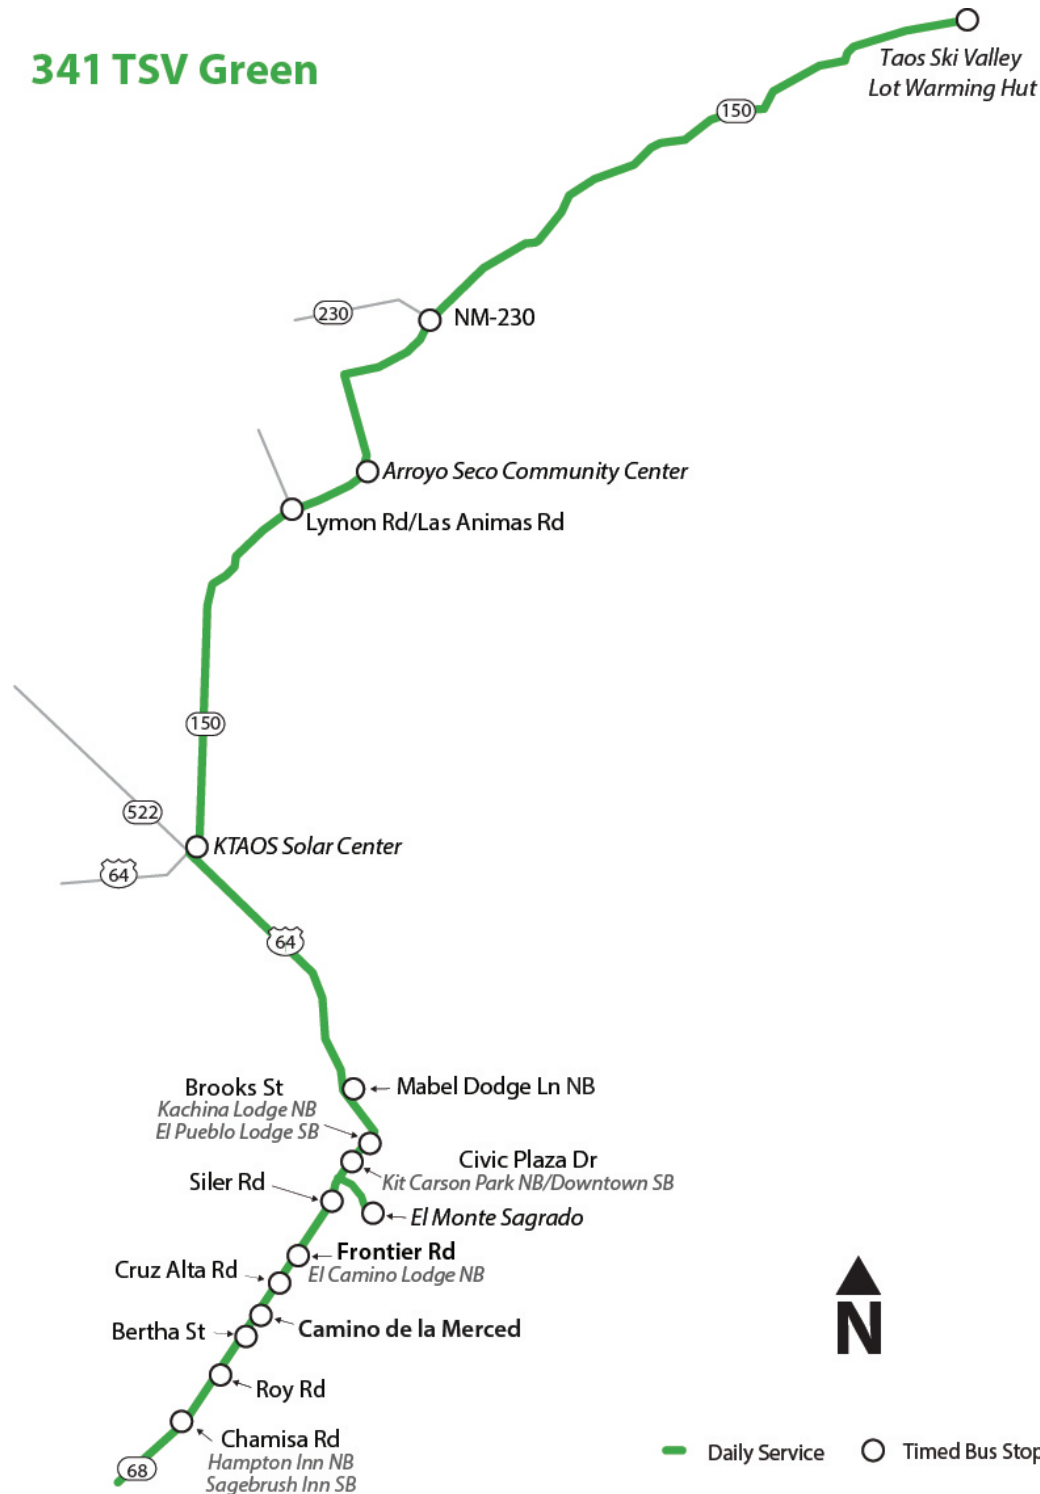 341 TSV Green
Taos Ski Valley
Lot Warming Hut
150
230
NM-230
Arroyo Seco Community Center
Lymon Rd/Las Animas Rd
150
522
KTAOS Solar Center
64
64
Mabel Dodge Ln NB
Brooks St
Kachina Lodge NB
El Pueblo Lodge SB
Civic Plaza Dr
Kit Carson Park NB/Downtown SB
Siler Rd
El Monte Sagrado
Frontier Rd
El Camino Lodge NB
Cruz Alta Rd
Camino de la Merced
Bertha St
Roy Rd
Chamisa Rd
Hampton Inn NB
Sagebrush Inn SB
68
N
Daily Service
Timed Bus Stop